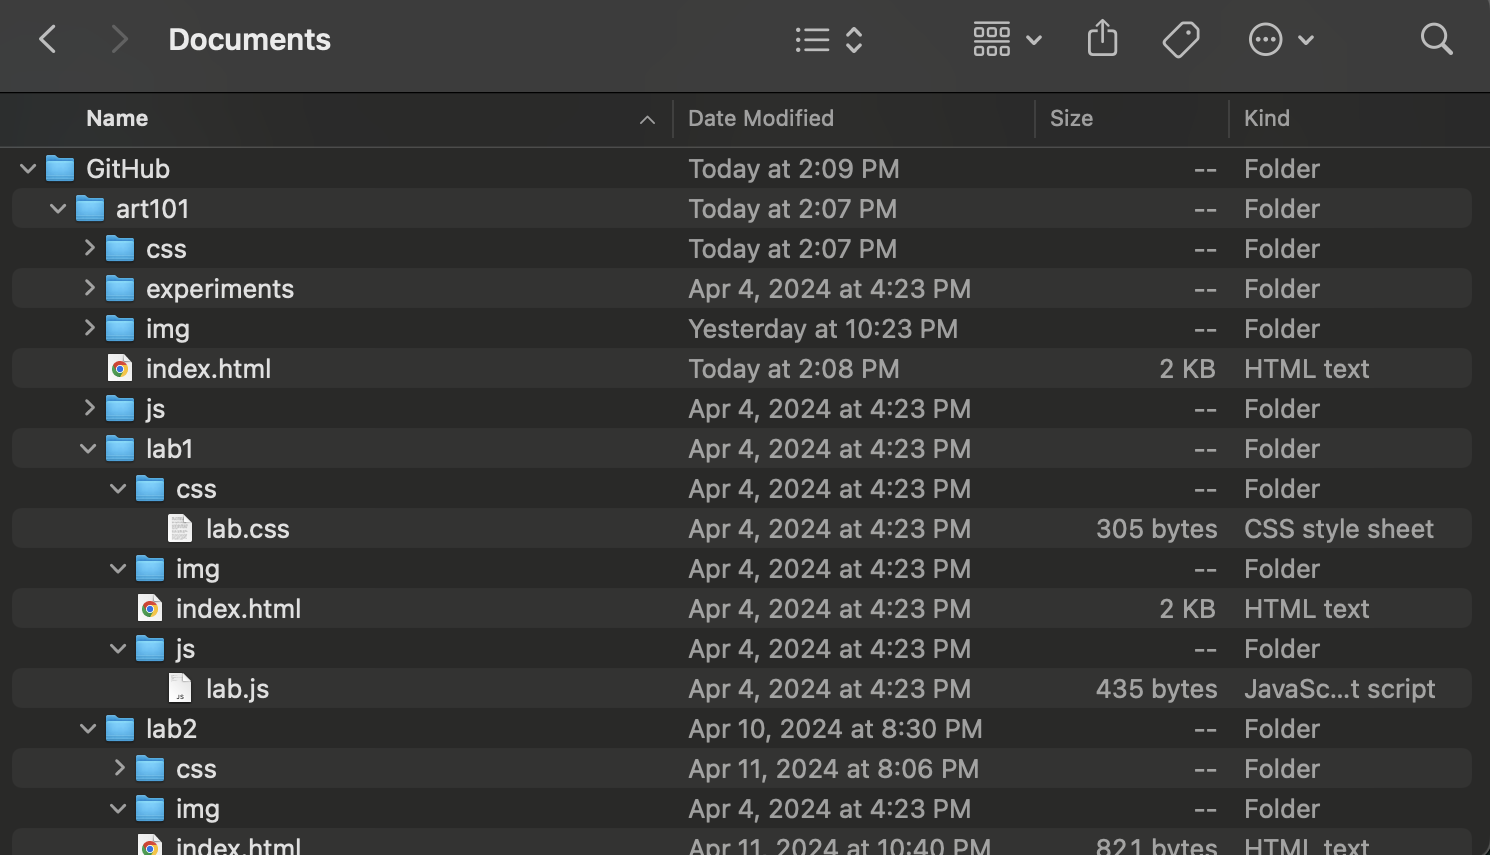 Documents
Name Date Modified Size Kind
GitHub Today at 2:09 PM -- Folder
art101 Today at 2:07 PM -- Folder
css Today at 2:07 PM -- Folder
experiments Apr 4, 2024 at 4:23 PM -- Folder
img Yesterday at 10:23 PM -- Folder
index.html Today at 2:08 PM 2 KB HTML text
js Apr 4, 2024 at 4:23 PM -- Folder
lab1 Apr 4, 2024 at 4:23 PM -- Folder
css Apr 4, 2024 at 4:23 PM -- Folder
lab.css Apr 4, 2024 at 4:23 PM 305 bytes CSS style sheet
img Apr 4, 2024 at 4:23 PM -- Folder
index.html Apr 4, 2024 at 4:23 PM 2 KB HTML text
js Apr 4, 2024 at 4:23 PM -- Folder
JS lab.js Apr 4, 2024 at 4:23 PM 435 bytes JavaSc...t script
lab2 Apr 10, 2024 at 8:30 PM -- Folder
css Apr 11, 2024 at 8:06 PM -- Folder
img Apr 4, 2024 at 4:23 PM -- Folder
index.html Apr 11, 2024 at 10:40 PM 821 bytes HTML text